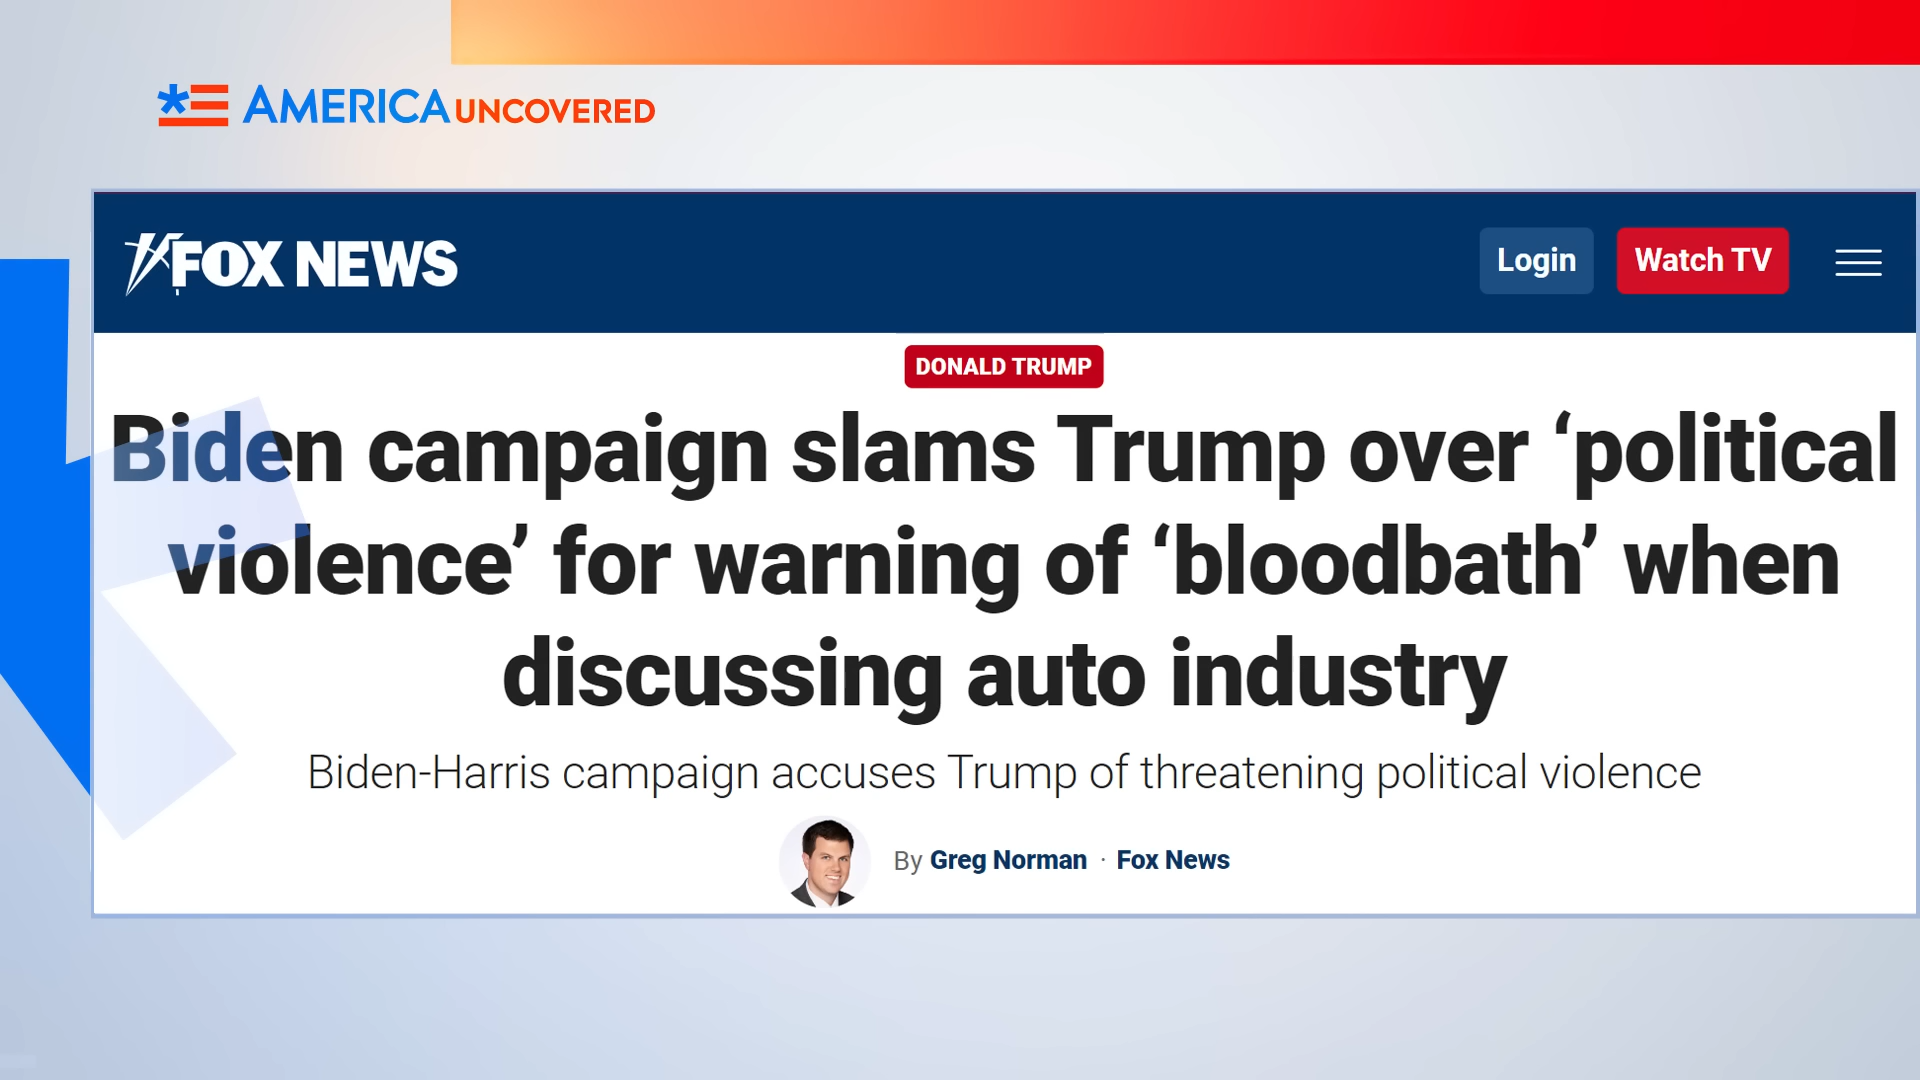 AMERICA UNCOVERED
FOX NEWS
Login
Watch TV
DONALD TRUMP
Biden campaign slams Trump over ‘political
violence’ for warning of ‘bloodbath’ when
discussing auto industry
Biden-Harris campaign accuses Trump of threatening political violence
By Greg Norman · Fox News